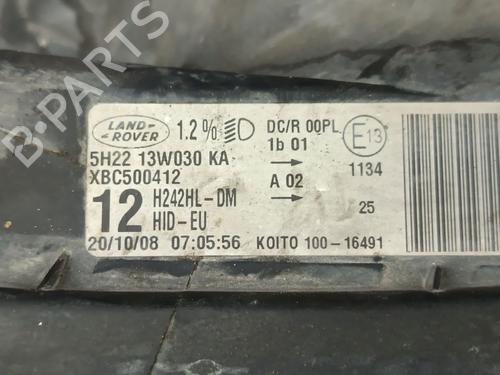 B-PARTS
LAND-
-ROVER
1.2%
DC/R 00PL
E13
1b 01
5H22 13W030 KA
1134
XBC500412
A 02
12
H242HL-DM
HID-EU
25
20/10/08 07:05:56 KOITO 100-16491